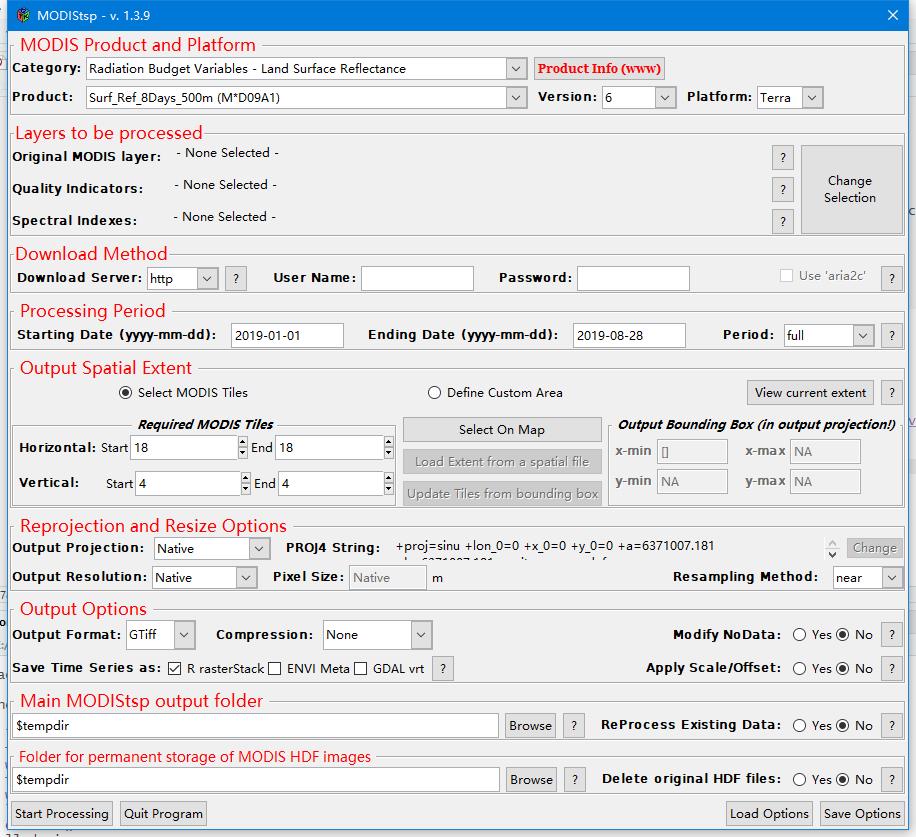 MODIStsp - v. 1.3.9
MODIS Product and Platform
Category: Radiation Budget Variables - Land Surface Reflectance Product Info (www)
Product: Surf_Ref_8Days_500m (M*D09A1) Version: 6 Platform: Terra
Layers to be processed
Original MODIS layer: - None Selected - ?
Quality Indicators: - None Selected - ?
Change Selection
Spectral Indexes: - None Selected - ?
Download Method
Download Server: http ? User Name: Password: Use 'aria2c' ?
Processing Period
Starting Date (yyyy-mm-dd): 2019-01-01 Ending Date (yyyy-mm-dd): 2019-08-28 Period: full ?
Output Spatial Extent
Select MODIS Tiles Define Custom Area View current extent ?
Required MODIS Tiles Select On Map Output Bounding Box (in output projection!)
Horizontal: Start 18 End 18 Load Extent from a spatial file x-min [] x-max NA
Vertical: Start 4 End 4 Update Tiles from bounding box y-min NA y-max NA
Reprojection and Resize Options
Output Projection: Native PROJ4 String: +proj=sinu +lon_0=0 +x_0=0 +y_0=0 +a=6371007.181 Change
Output Resolution: Native Pixel Size: Native m Resampling Method: near
Output Options
Output Format: GTiff Compression: None Modify NoData: Yes No ?
Save Time Series as: R rasterStack ENVI Meta GDAL vrt ? Apply Scale/Offset: Yes No ?
Main MODIStsp output folder
$tempdir Browse ? ReProcess Existing Data: Yes No ?
Folder for permanent storage of MODIS HDF images
$tempdir Browse ? Delete original HDF files: Yes No ?
Start Processing Quit Program Load Options Save Options